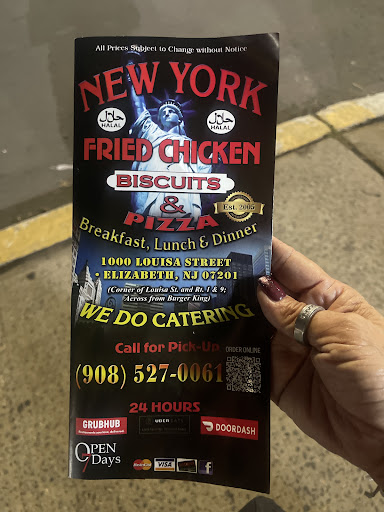 All Prices Subject to Change without Notice
NEW YORK
حلال
HALAL
حلال
HALAL
FRIED CHICKEN
BISCUITS
&
Est. 2005
PIZZA
Breakfast, Lunch & Dinner
1000 LOUISA STREET
• ELIZABETH, NJ 07201
(Corner of Louisa St. and Rt. 1 & 9;
Across from Burger King)
WE DO CATERING
Call for Pick-Up
ORDER ONLINE
(908) 527-0061
24 HOURS
GRUBHUB
UBER EATS
DOORDASH
OPEN
7 Days
MasterCard
VISA
f